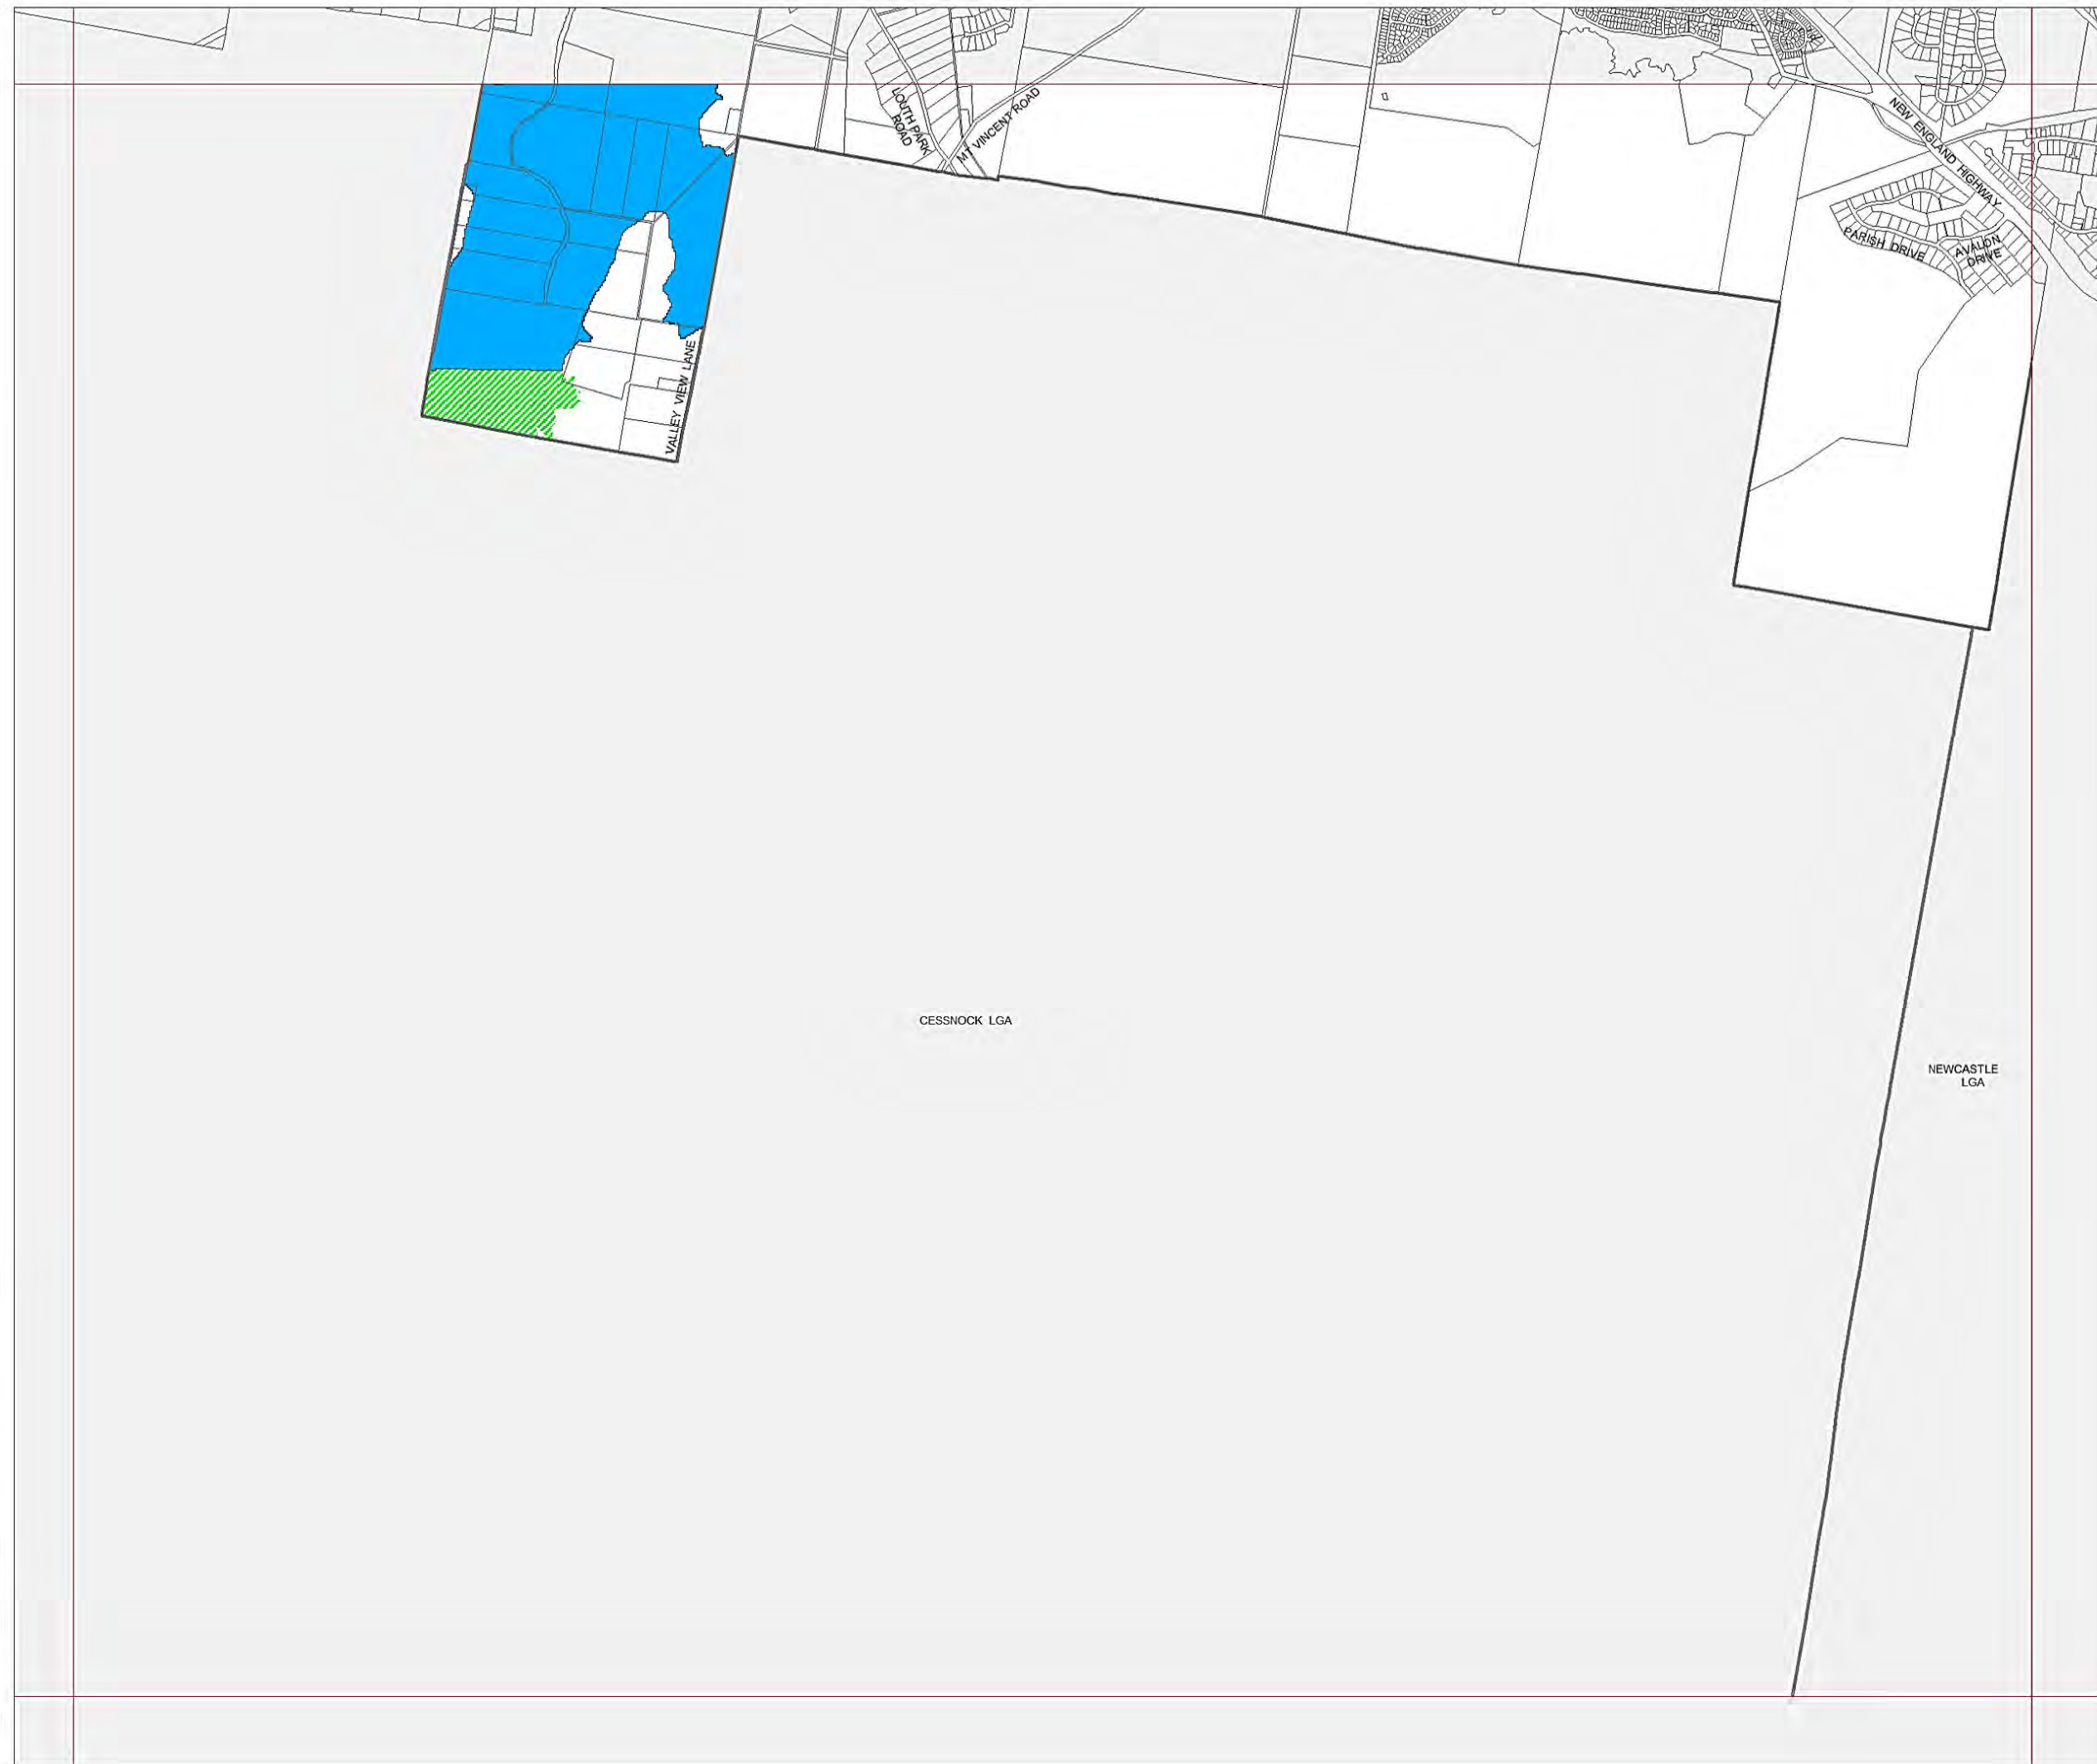 LOUTH PARK
ROAD
MT VINCENT ROAD
NEW ENGLAND HIGHWAY
PARISH DRIVE
AVALON
DRIVE
VALLEY VIEW LANE
CESSNOCK LGA
NEWCASTLE
LGA